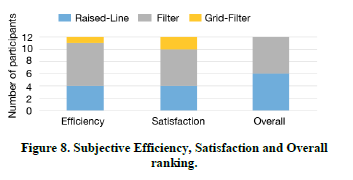 Raised-Line Filter Grid-Filter
Number of participants
12
10
8
6
4
2
0
Efficiency Satisfaction Overall
Figure 8. Subjective Efficiency, Satisfaction and Overall
ranking.